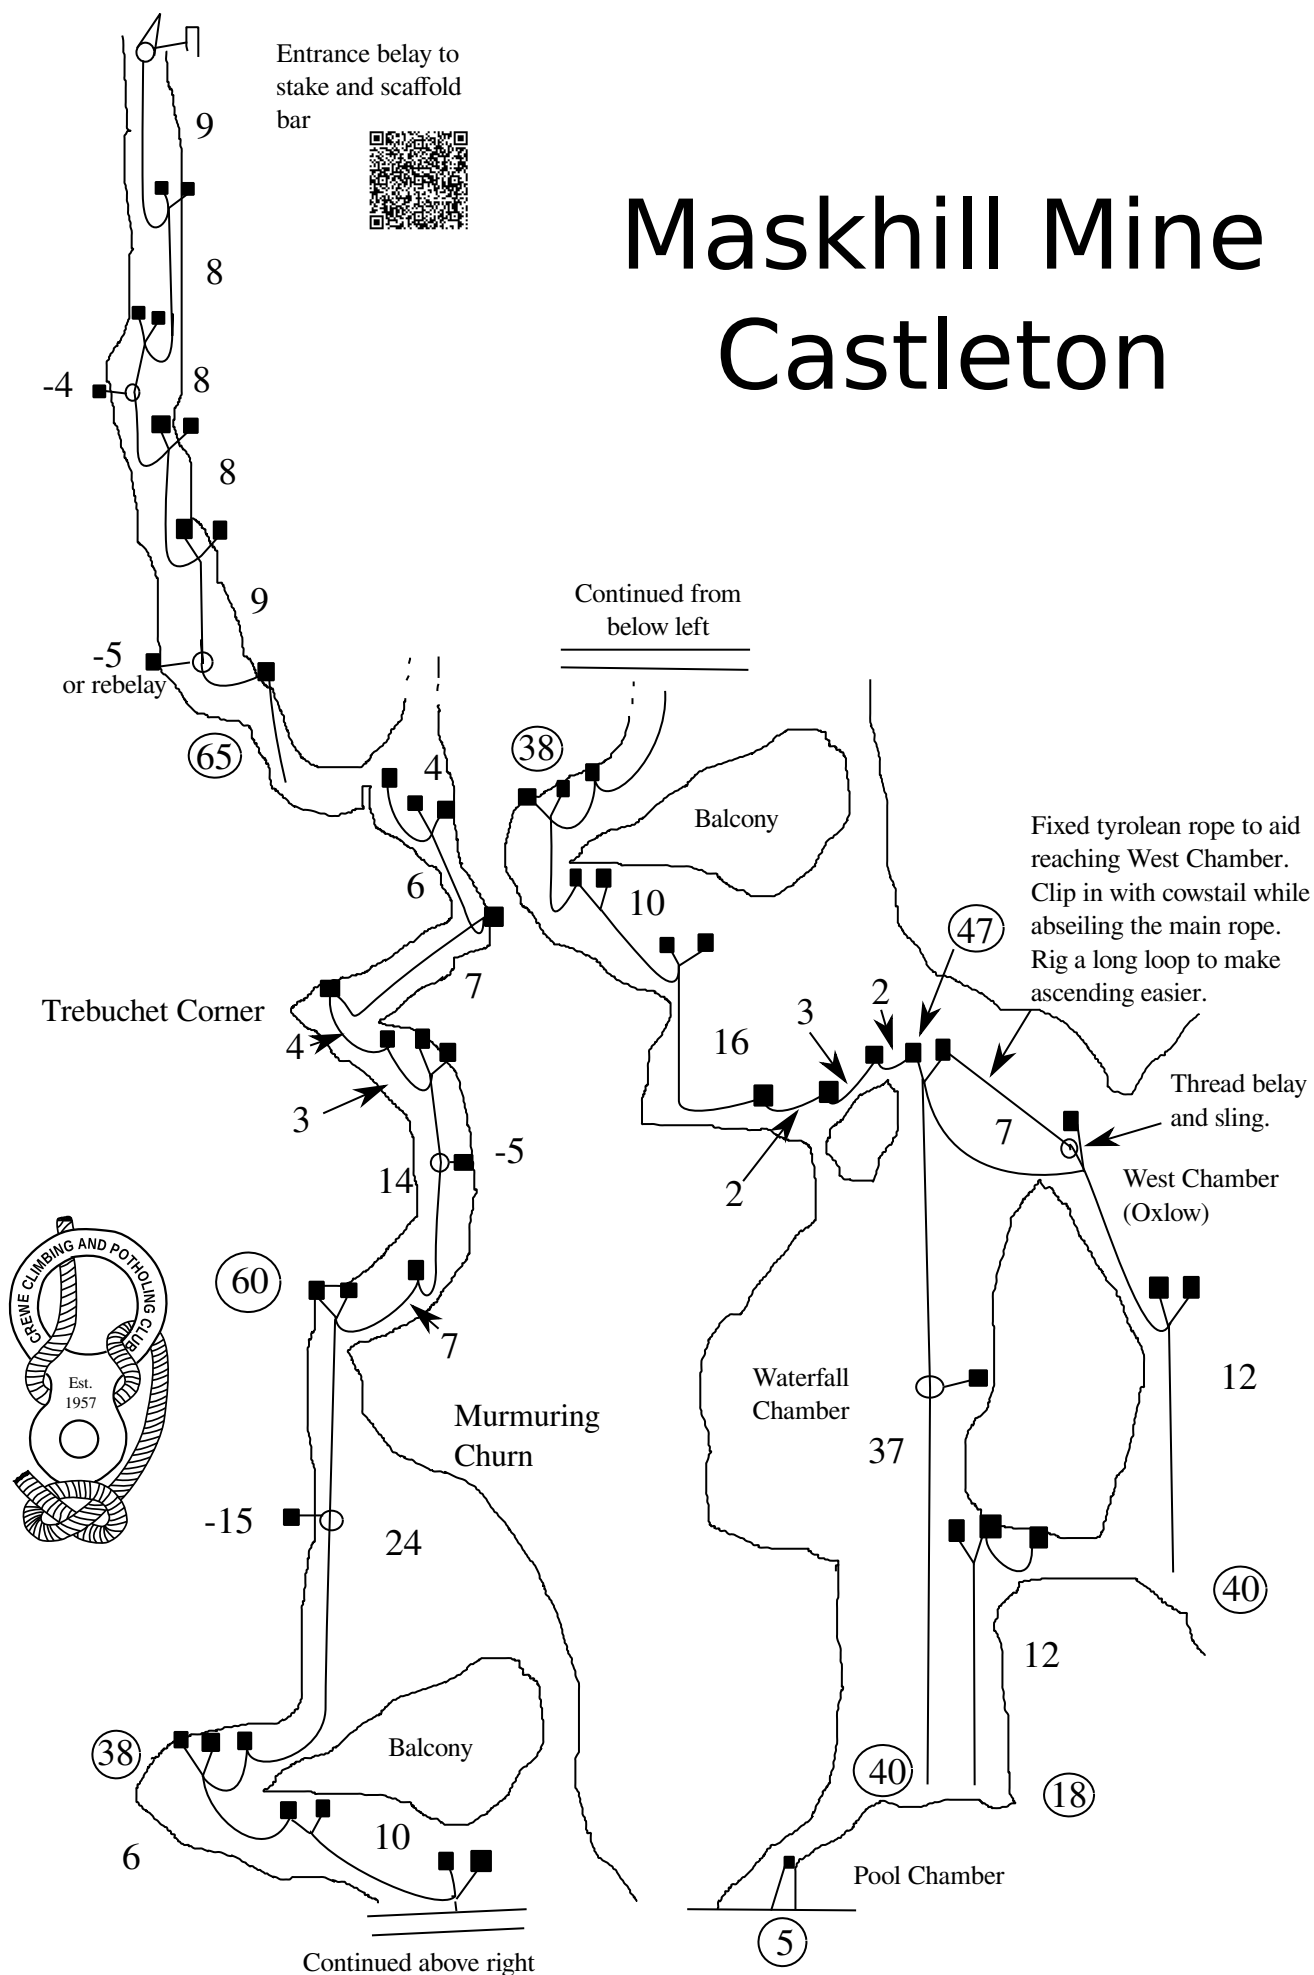 Entrance belay to
stake and scaffold
bar
Maskhill Mine
Castleton
9
8
-4
8
8
9
-5
or rebelay
65
4
6
7
Trebuchet Corner
4
3
14
-5
60
7
CREWE CLIMBING AND POTHOLING CLUB
Est.
1957
Murmuring
Churn
-15
24
38
Balcony
6
10
Continued above right
Continued from
below left
38
Balcony
10
16
2
3
2
47
Fixed tyrolean rope to aid
reaching West Chamber.
Clip in with cowstail while
abseiling the main rope.
Rig a long loop to make
ascending easier.
7
Thread belay
and sling.
West Chamber
(Oxlow)
12
40
Waterfall
Chamber
37
12
40
18
Pool Chamber
5